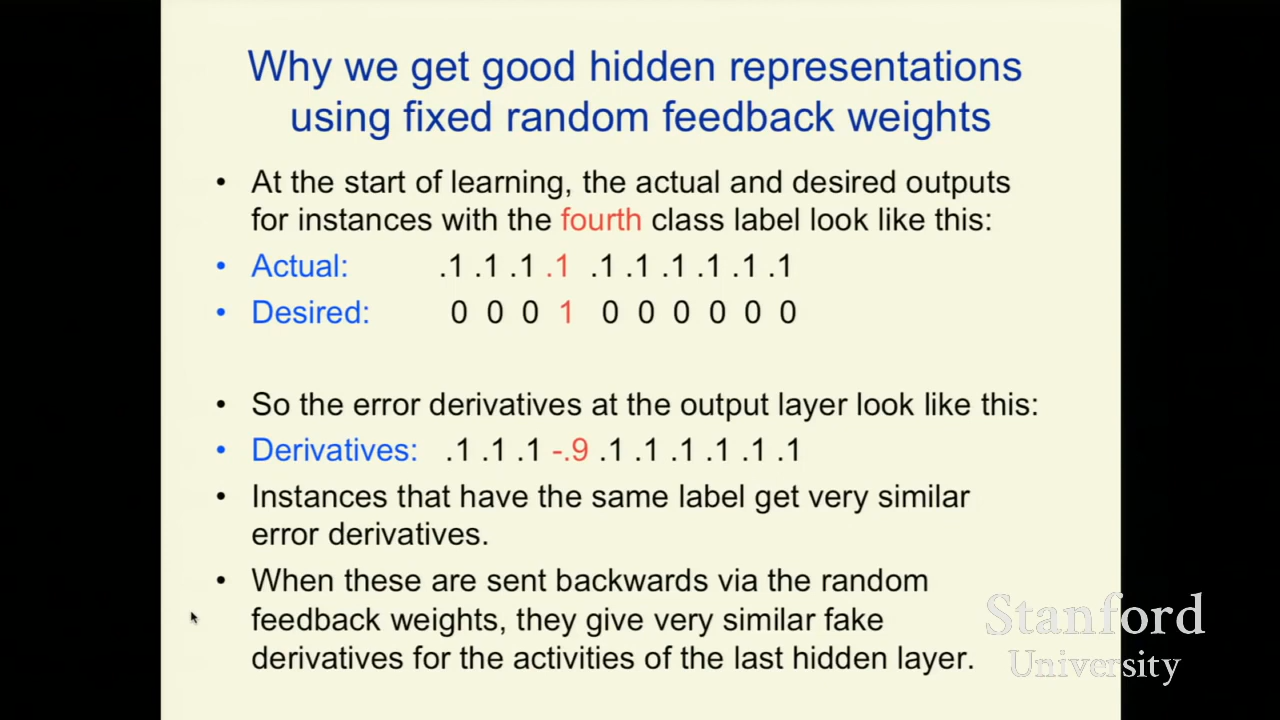 Why we get good hidden representations
using fixed random feedback weights
• At the start of learning, the actual and desired outputs
for instances with the fourth class label look like this:
• Actual: .1 .1 .1 .1 .1 .1 .1 .1 .1 .1
• Desired: 0 0 0 1 0 0 0 0 0 0
• So the error derivatives at the output layer look like this:
• Derivatives: .1 .1 .1 -.9 .1 .1 .1 .1 .1 .1
• Instances that have the same label get very similar
error derivatives.
• When these are sent backwards via the random
feedback weights, they give very similar fake
derivatives for the activities of the last hidden layer.
Stanford
University